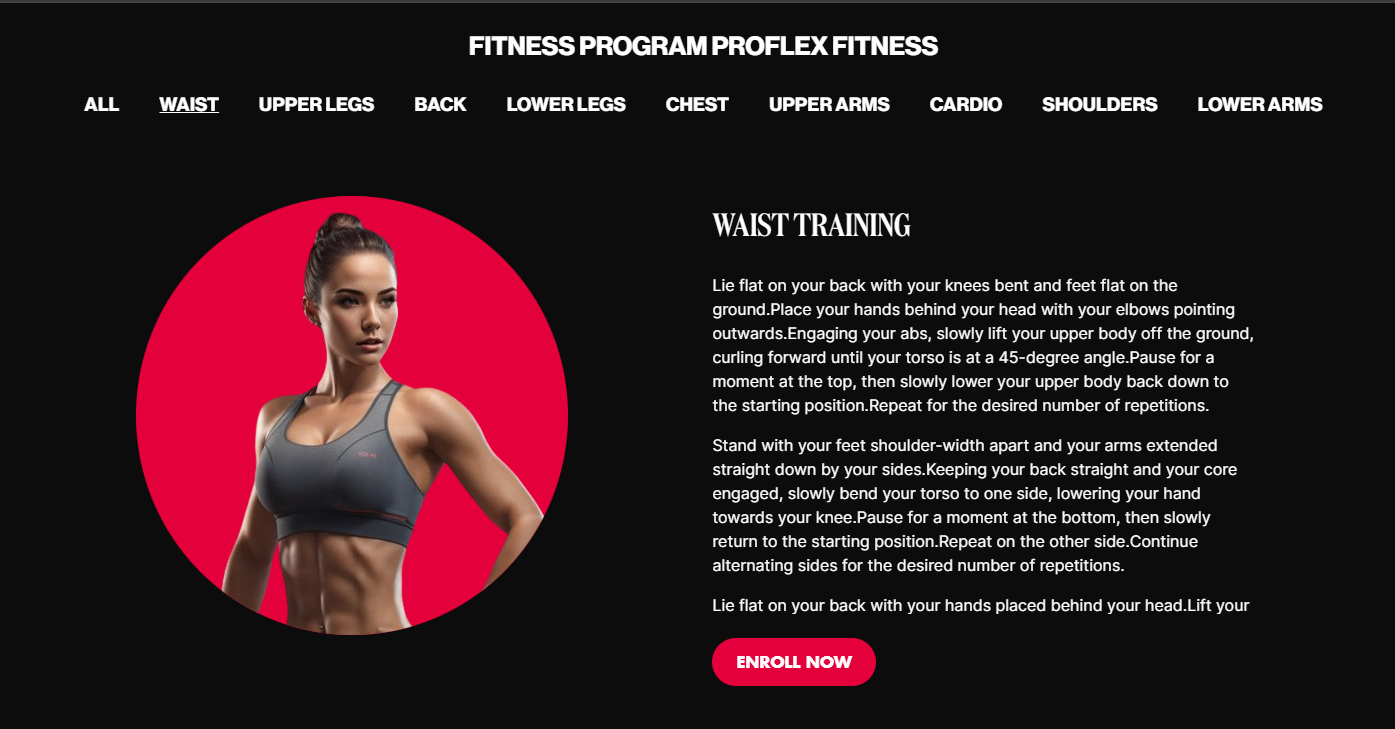 FITNESS PROGRAM PROFLEX FITNESS
ALL WAIST UPPER LEGS BACK LOWER LEGS CHEST UPPER ARMS CARDIO SHOULDERS LOWER ARMS
WAIST TRAINING
Lie flat on your back with your knees bent and feet flat on the
ground.Place your hands behind your head with your elbows pointing
outwards.Engaging your abs, slowly lift your upper body off the ground,
curling forward until your torso is at a 45-degree angle.Pause for a
moment at the top, then slowly lower your upper body back down to
the starting position.Repeat for the desired number of repetitions.
Stand with your feet shoulder-width apart and your arms extended
straight down by your sides.Keeping your back straight and your core
engaged, slowly bend your torso to one side, lowering your hand
towards your knee.Pause for a moment at the bottom, then slowly
return to the starting position.Repeat on the other side.Continue
alternating sides for the desired number of repetitions.
Lie flat on your back with your hands placed behind your head.Lift your
ENROLL NOW